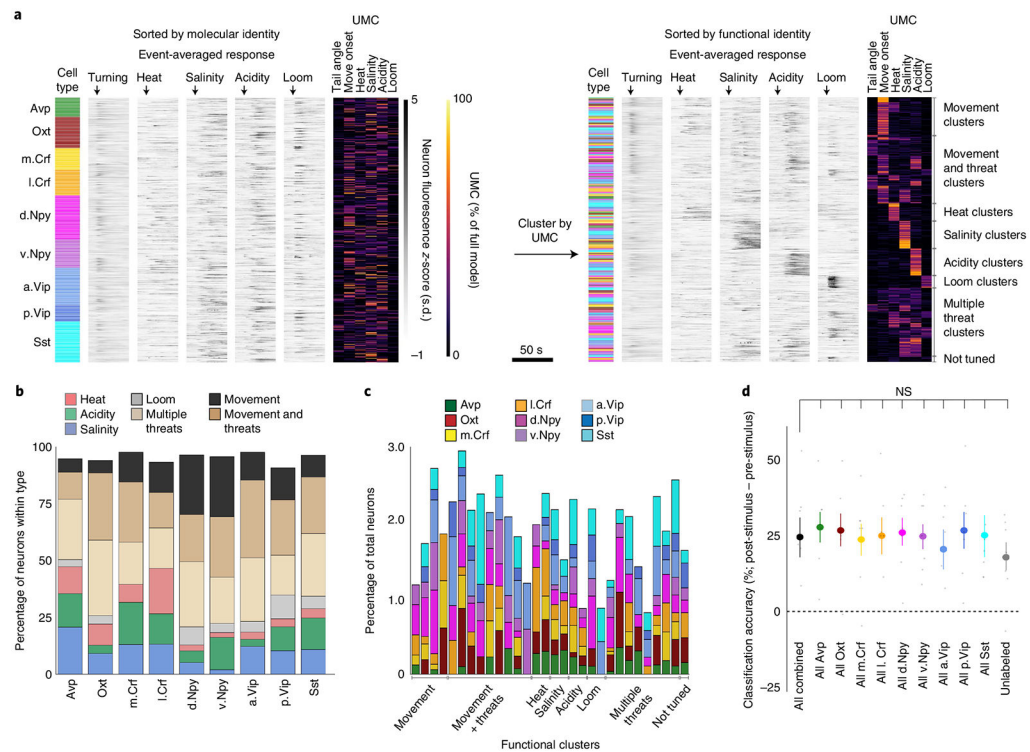 a
Sorted by molecular identity
UMC
Event-averaged response
Cell type
Turning
Heat
Salinity
Acidity
Loom
Tail angle
Move onset
Heat
Salinity
Acidity
Loom
Avp
Oxt
m.Crf
l.Crf
d.Npy
v.Npy
a.Vip
p.Vip
Sst
5
Neuron fluorescence z-score (s.d.)
–1
100
UMC (% of full model)
0
Cluster by
UMC
50 s
Sorted by functional identity
UMC
Event-averaged response
Cell type
Turning
Heat
Salinity
Acidity
Loom
Tail angle
Move onset
Heat
Salinity
Acidity
Loom
Movement
clusters
Movement
and threat
clusters
Heat clusters
Salinity clusters
Acidity clusters
Loom clusters
Multiple
threat
clusters
Not tuned
b
Heat
Acidity
Salinity
Loom
Multiple
threats
Movement
Movement and
threats
Percentage of neurons within type
100
75
50
25
0
Avp
Oxt
m.Crf
l.Crf
d.Npy
v.Npy
a.Vip
p.Vip
Sst
c
Avp
Oxt
m.Crf
l.Crf
d.Npy
v.Npy
a.Vip
p.Vip
Sst
Percentage of total neurons
3.0
2.0
1.0
0
Movement
Movement
+ threats
Heat
Salinity
Acidity
Loom
Multiple
threats
Not tuned
Functional clusters
d
NS
Classification accuracy (%; post-stimulus – pre-stimulus)
50
25
0
–25
All combined
All Avp
All Oxt
All m.Crf
All l. Crf
All d.Npy
All v.Npy
All a.Vip
All p.Vip
All Sst
Unlabeled